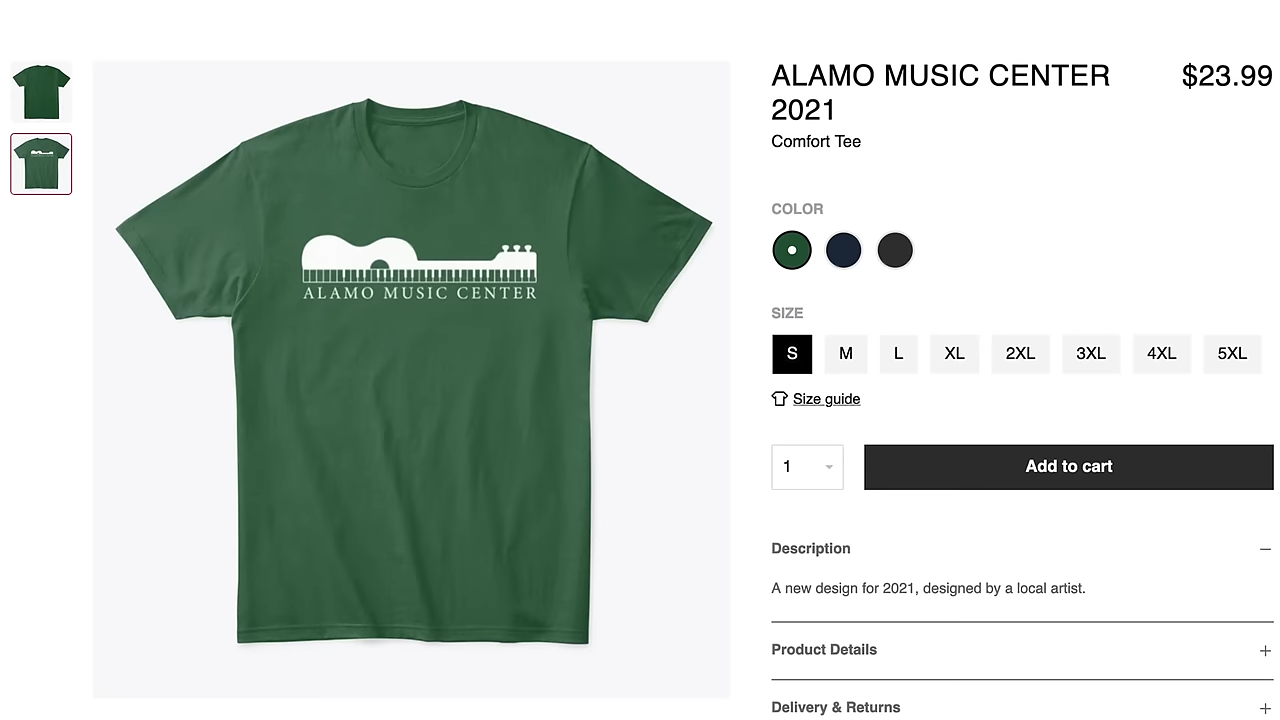 ALAMO MUSIC CENTER
2021
$23.99
Comfort Tee
ALAMO MUSIC CENTER
COLOR
SIZE
S M L XL 2XL 3XL 4XL 5XL
Size guide
1
Add to cart
Description
A new design for 2021, designed by a local artist.
Product Details
Delivery & Returns